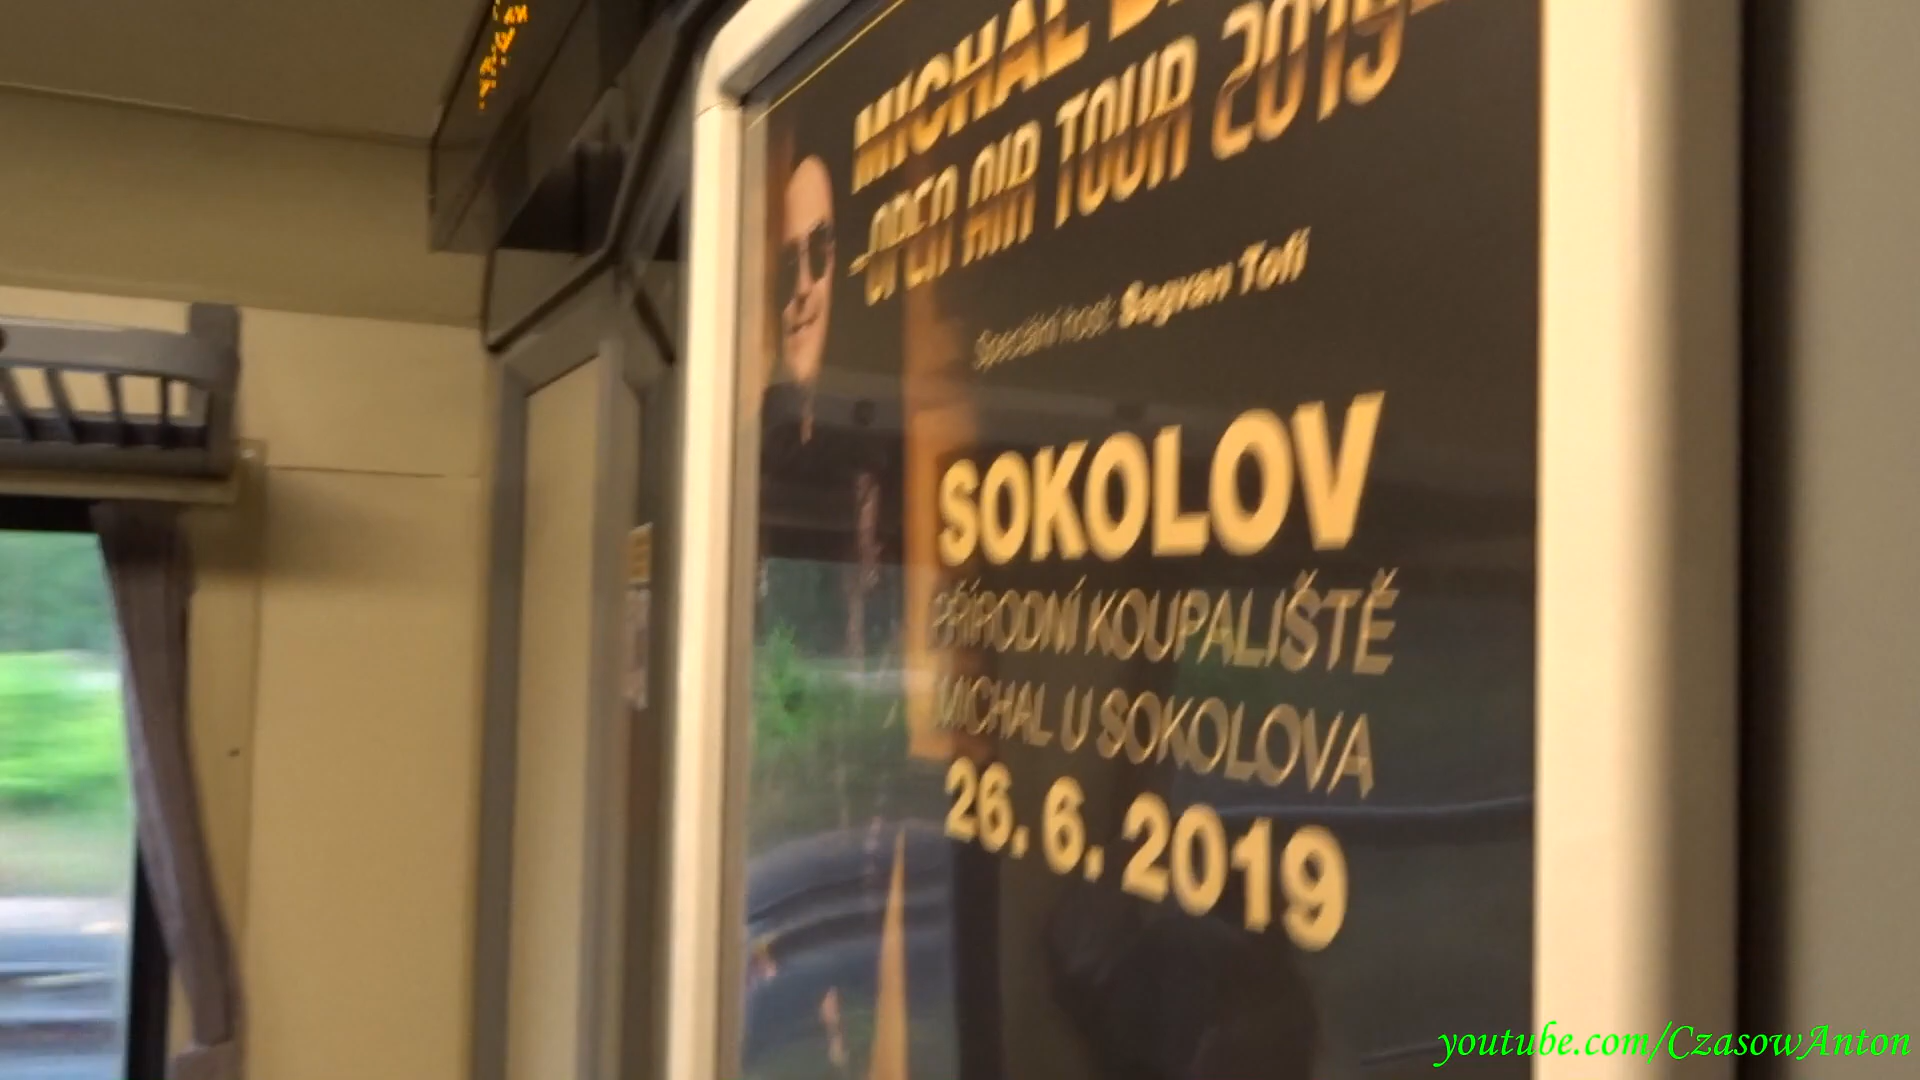 MICHAL
OPEN AIR TOUR 2019
Speciální host: Sagvan Tofi
SOKOLOV
PŘÍRODNÍ KOUPALIŠTĚ
MICHAL U SOKOLOVA
26. 6. 2019
youtube.com/CzasowAnton